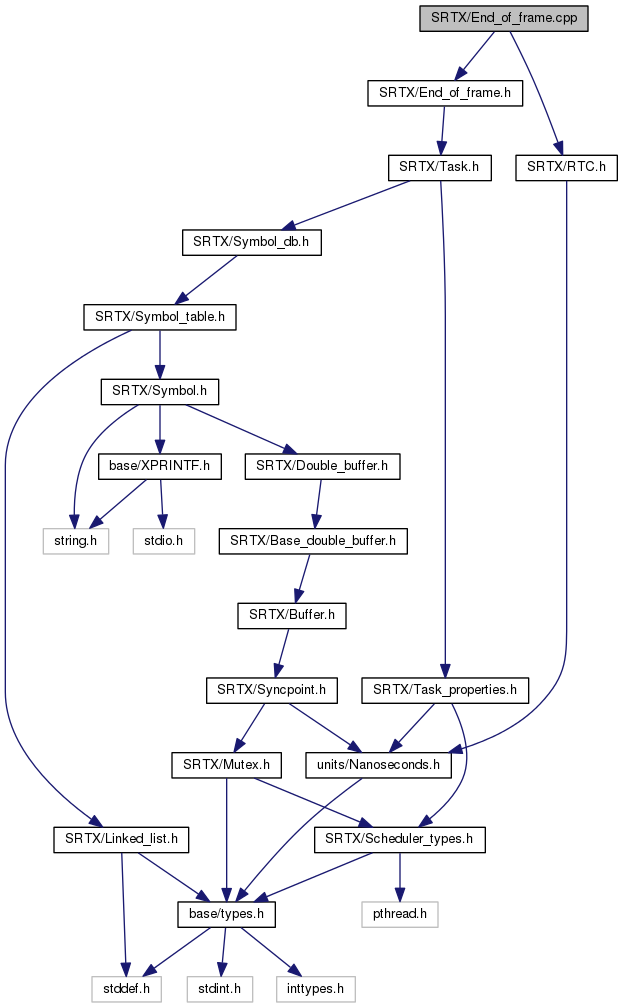 SRTX/End_of_frame.cpp
SRTX/End_of_frame.h
SRTX/Task.h
SRTX/RTC.h
SRTX/Symbol_db.h
SRTX/Symbol_table.h
SRTX/Symbol.h
base/XPRINTF.h
SRTX/Double_buffer.h
string.h
stdio.h
SRTX/Base_double_buffer.h
SRTX/Buffer.h
SRTX/Syncpoint.h
SRTX/Task_properties.h
SRTX/Mutex.h
units/Nanoseconds.h
SRTX/Linked_list.h
SRTX/Scheduler_types.h
base/types.h
pthread.h
stddef.h
stdint.h
inttypes.h